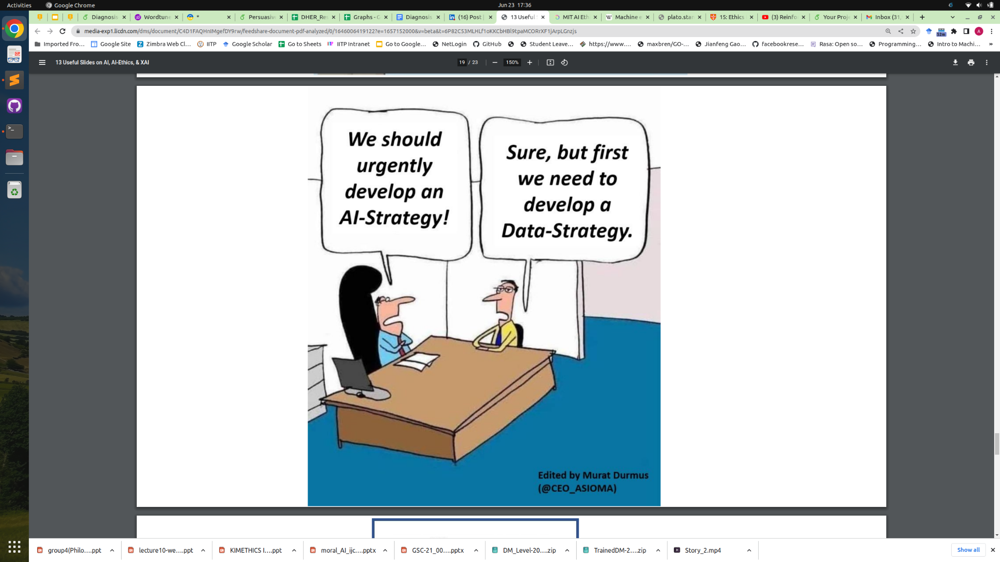 Activities
Google Chrome
Jun 23 17:36
Diagnosis
Wordtune
*
Persuasiv
DHER_Res
Graphs - G
Diagnosis
(16) Post
13 Useful
MIT AI Eth
Machine e
plato.stan
15: Ethics
(3) Reinfo
Your Proj
Inbox (31,
media-exp1.licdn.com/dms/document/C4D1FAQHnIMgefDY9rw/feedshare-document-pdf-analyzed/0/1646006419122?e=1657152000&v=beta&t=6P82C53MLHLf1oKKCbHBl9tpaMCORrXF1jArpLGnzjs
52m
A
Imported Fro...
Google Site
Zimbra Web Cl...
IITP
Google Scholar
Go to Sheets
IITP Intranet
Go to Google...
NetLogin
GitHub
Student Leave...
https://www....
maxbren/GO-...
Jianfeng Gao...
facebookrese...
Rasa: Open so...
Programming...
Intro to Machi...
»
13 Useful Slides on AI, AI-Ethics, & XAI
19 / 23
150%
We should
urgently
develop an
AI-Strategy!
Sure, but first
we need to
develop a
Data-Strategy.
Edited by Murat Durmus
(@CEO_ASIOMA)
group4(Philo....ppt
lecture10-we....ppt
KIMETHICS I....ppt
moral_AI_ijc....pptx
GSC-21_00....pptx
DM_Level-20....zip
TrainedDM-2....zip
Story_2.mp4
Show all